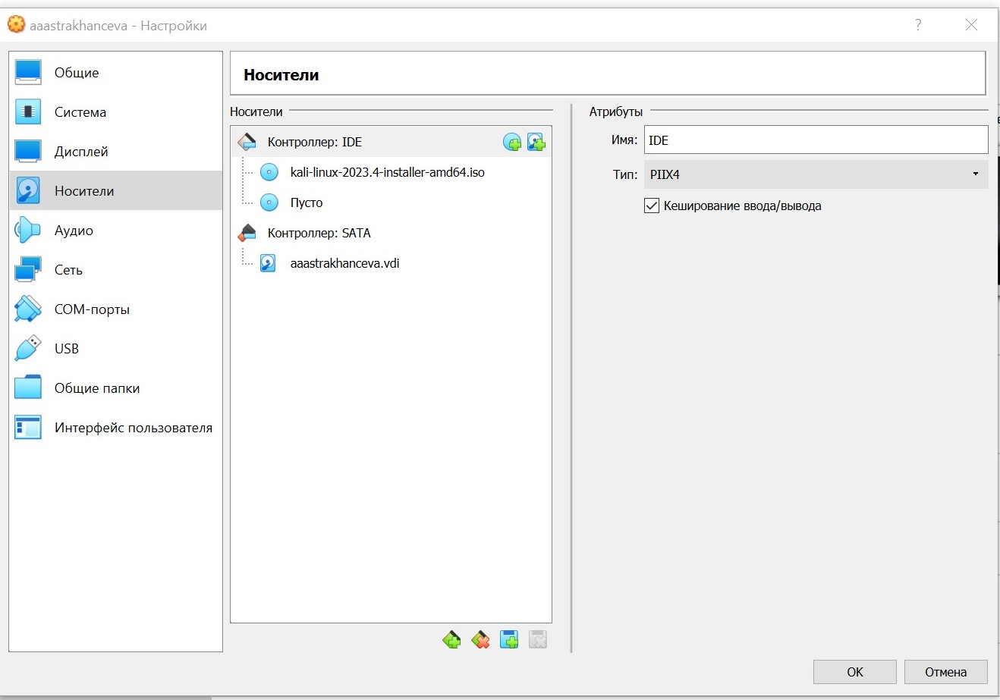 aaastrakhanceva - Настройки
?
Общие
Система
Дисплей
Носители
Аудио
Сеть
COM-порты
USB
Общие папки
Интерфейс пользователя
Носители
Носители
Контроллер: IDE
kali-linux-2023.4-installer-amd64.iso
Пусто
Контроллер: SATA
aaastrakhanceva.vdi
Атрибуты
Имя: IDE
Тип: PIIX4
Кеширование ввода/вывода
OK
Отмена